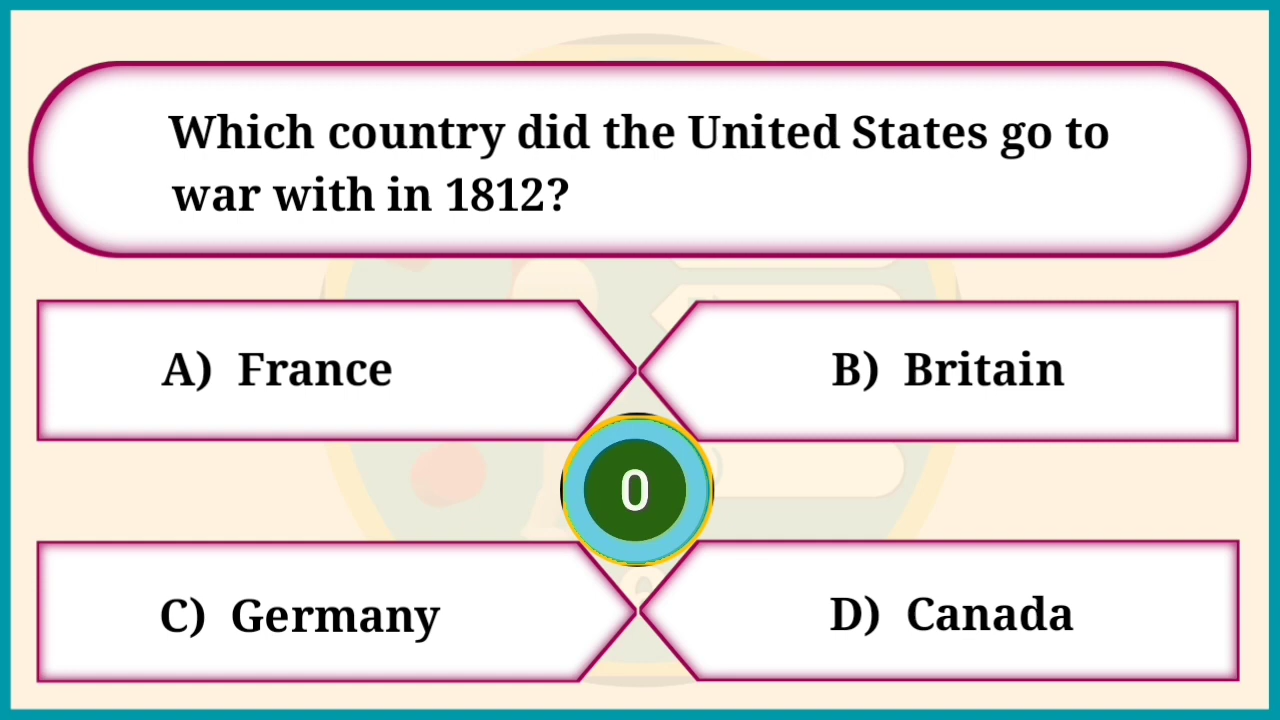 Which country did the United States go to
war with in 1812?
A) France
B) Britain
0
C) Germany
D) Canada